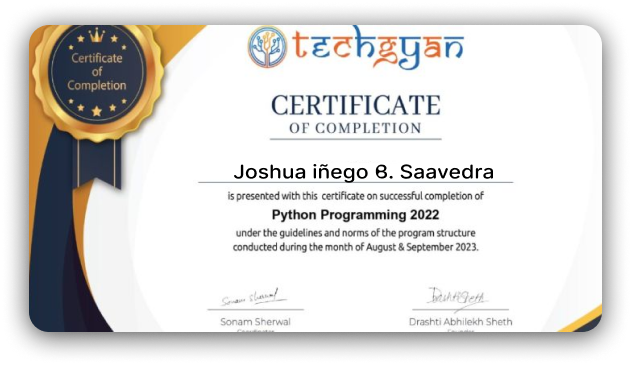 Certificate
of
Completion
techgyan
CERTIFICATE
OF COMPLETION
Joshua iñego B. Saavedra
is presented with this certificate on successful completion of
Python Programming 2022
under the guidelines and norms of the program structure
conducted during the month of August & September 2023.
Sonam Sherwal
Drashti Sheth
Sonam Sherwal
Drashti Abhilekh Sheth